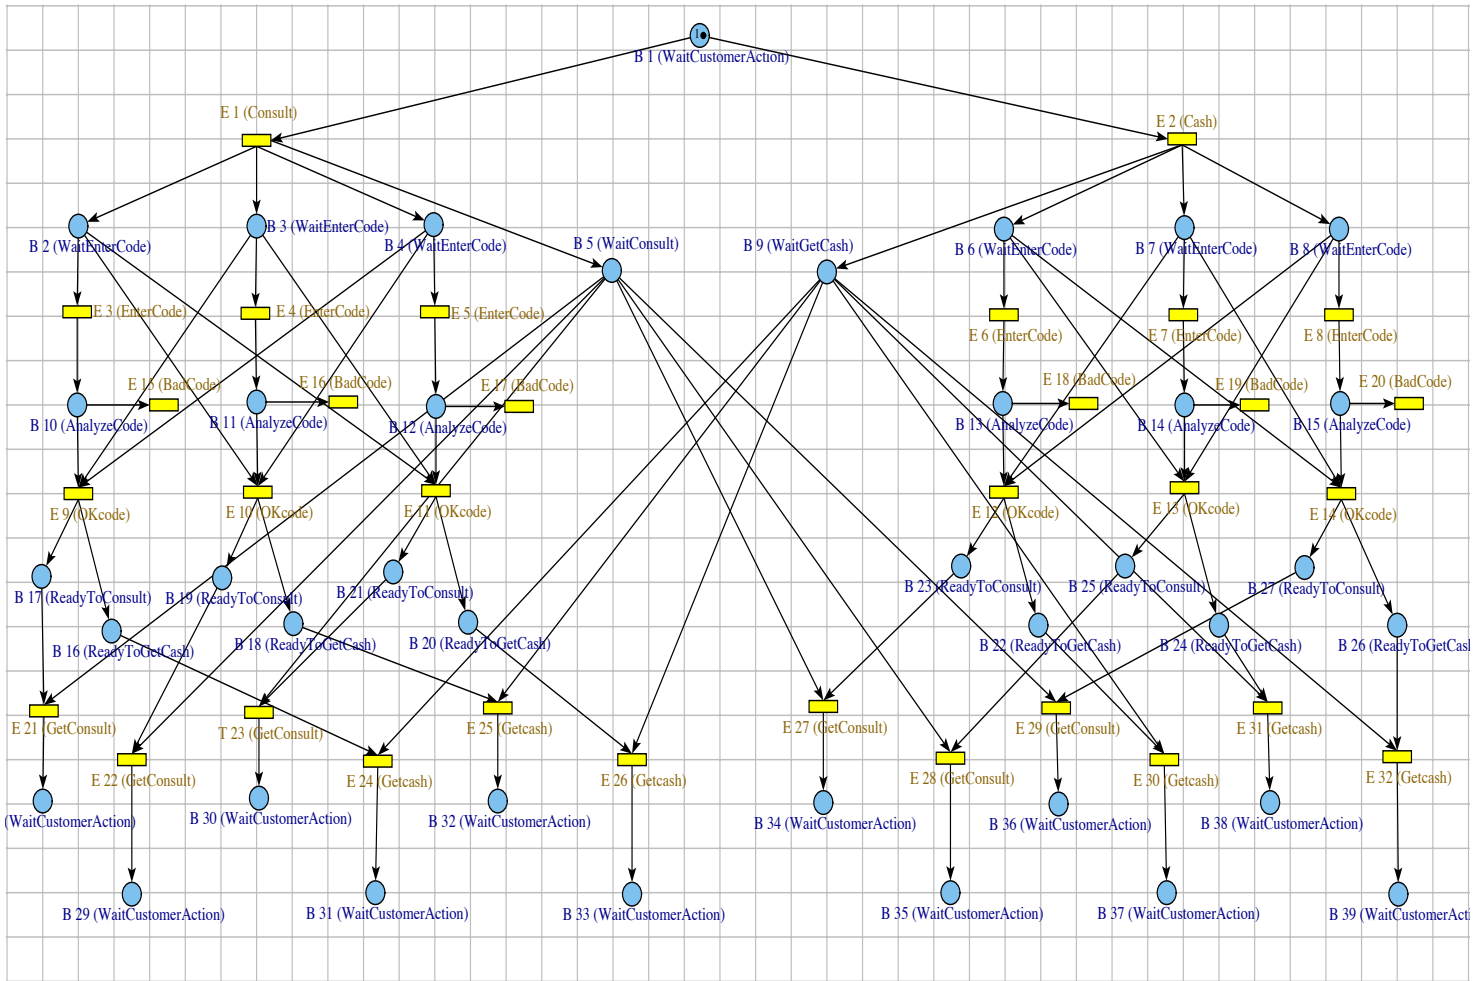 1
B 1 (WaitCustomerAction)
E 1 (Consult)
E 2 (Cash)
B 2 (WaitEnterCode)
B 3 (WaitEnterCode)
B 4 (WaitEnterCode)
B 5 (WaitConsult)
B 9 (WaitGetCash)
B 6 (WaitEnterCode)
B 7 (WaitEnterCode)
B 8 (WaitEnterCode)
E 3 (EnterCode)
E 4 (EnterCode)
E 5 (EnterCode)
E 6 (EnterCode)
E 7 (EnterCode)
E 8 (EnterCode)
E 15 (BadCode)
E 16 (BadCode)
E 17 (BadCode)
E 18 (BadCode)
E 19 (BadCode)
E 20 (BadCode)
B 10 (AnalyzeCode)
B 11 (AnalyzeCode)
B 12 (AnalyzeCode)
B 13 (AnalyzeCode)
B 14 (AnalyzeCode)
B 15 (AnalyzeCode)
E 9 (OKcode)
E 10 (OKcode)
E 11 (OKcode)
E 12 (OKcode)
E 13 (OKcode)
E 14 (OKcode)
B 17 (ReadyToConsult)
B 19 (ReadyToConsult)
B 21 (ReadyToConsult)
B 23 (ReadyToConsult)
B 25 (ReadyToConsult)
B 27 (ReadyToConsult)
B 16 (ReadyToGetCash)
B 18 (ReadyToGetCash)
B 20 (ReadyToGetCash)
B 22 (ReadyToGetCash)
B 24 (ReadyToGetCash)
B 26 (ReadyToGetCas
E 21 (GetConsult)
T 23 (GetConsult)
E 25 (Getcash)
E 27 (GetConsult)
E 29 (GetConsult)
E 31 (Getcash)
E 22 (GetConsult)
E 24 (Getcash)
E 26 (Getcash)
E 28 (GetConsult)
E 30 (Getcash)
E 32 (Getcash)
(WaitCustomerAction)
B 30 (WaitCustomerAction)
B 32 (WaitCustomerAction)
B 34 (WaitCustomerAction)
B 36 (WaitCustomerAction)
B 38 (WaitCustomerAction)
B 29 (WaitCustomerAction)
B 31 (WaitCustomerAction)
B 33 (WaitCustomerAction)
B 35 (WaitCustomerAction)
B 37 (WaitCustomerAction)
B 39 (WaitCustomerActi